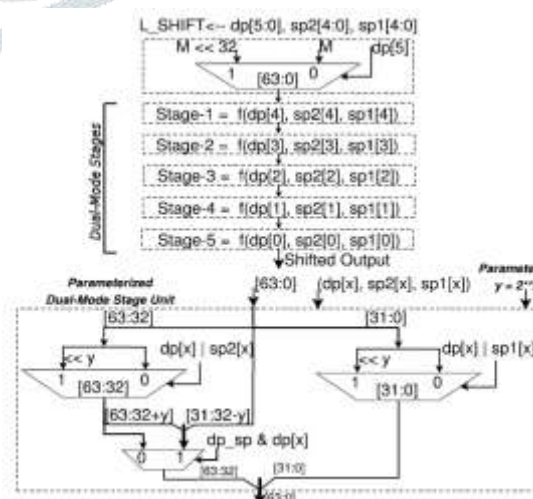 L_SHIFT<-- dp[5:0], sp2[4:0], sp1[4:0]
M << 32 M dp[5]
1 0
[63:0]
Dual-Mode Stages
Stage-1 = f(dp[4], sp2[4], sp1[4])
Stage-2 = f(dp[3], sp2[3], sp1[3])
Stage-3 = f(dp[2], sp2[2], sp1[2])
Stage-4 = f(dp[1], sp2[1], sp1[1])
Stage-5 = f(dp[0], sp2[0], sp1[0])
Shifted Output
Parameterized
Dual-Mode Stage Unit
[63:0] (dp[x], sp2[x], sp1[x])
Paramete
y = 2
[63:32] [31:0]
<< y dp[x] | sp2[x] << y dp[x] | sp1[x]
1 0 1 0
[63:32] [31:0]
[63:32+y] [31:32-y]
0 1 dp_sp & dp[x]
[63:32] [31:0]
[63:0]